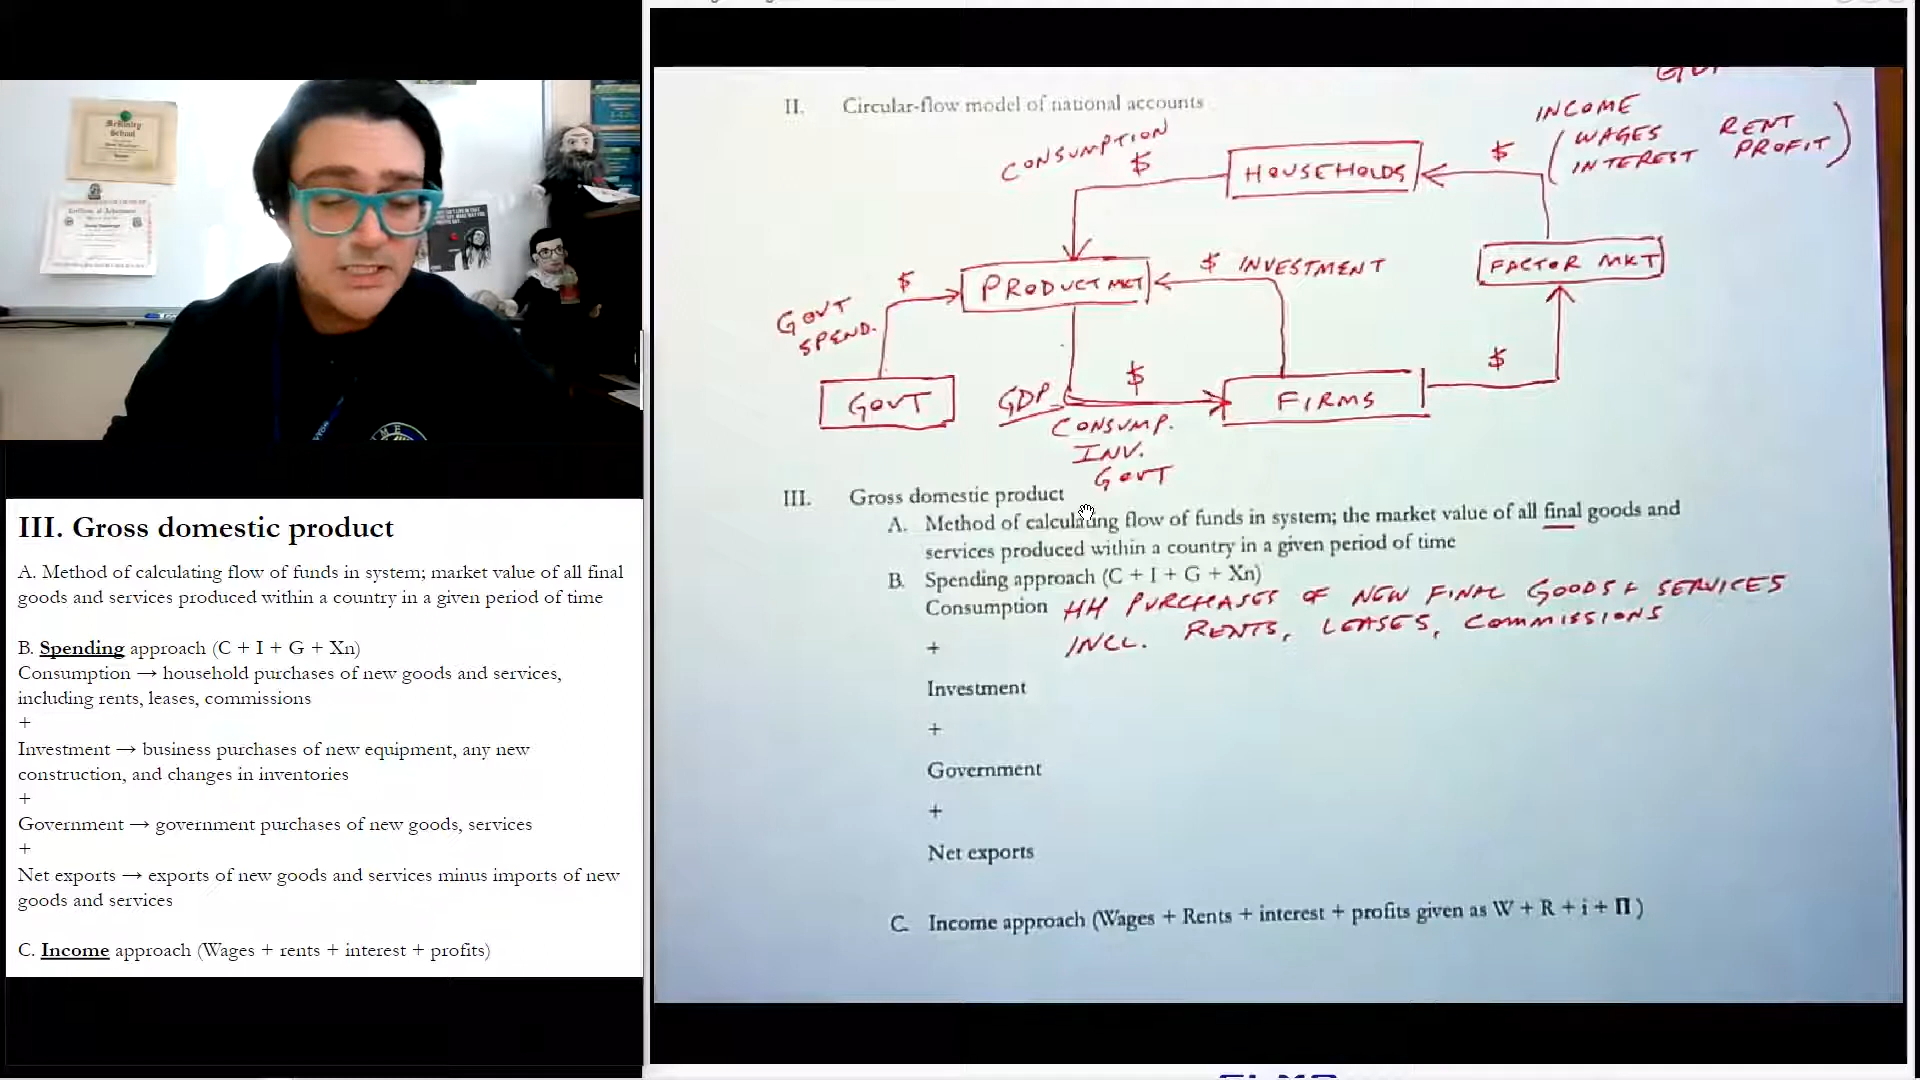 McKinley
School
Certificate of Achievement
III. Gross domestic product
A. Method of calculating flow of funds in system; market value of all final
goods and services produced within a country in a given period of time
B. Spending approach (C + I + G + Xn)
Consumption → household purchases of new goods and services,
including rents, leases, commissions
+
Investment → business purchases of new equipment, any new
construction, and changes in inventories
+
Government → government purchases of new goods, services
+
Net exports → exports of new goods and services minus imports of new
goods and services
C. Income approach (Wages + rents + interest + profits)
II. Circular-flow model of national accounts
CONSUMPTION
$
HOUSEHOLDS
$
INCOME
(WAGES RENT
INTEREST PROFIT)
GOVT
SPEND.
$
PRODUCT MKT
$ INVESTMENT
FACTOR MKT
GOVT
GDP
$
FIRMS
$
CONSUMP.
INV.
GOVT
III. Gross domestic product
A. Method of calculating flow of funds in system; the market value of all final goods and
services produced within a country in a given period of time
B. Spending approach (C + I + G + Xn)
Consumption HH PURCHASES OF NEW FINAL GOODS + SERVICES
+ INCL. RENTS, LEASES, COMMISSIONS
Investment
+
Government
+
Net exports
C. Income approach (Wages + Rents + interest + profits given as W + R + i + Π)